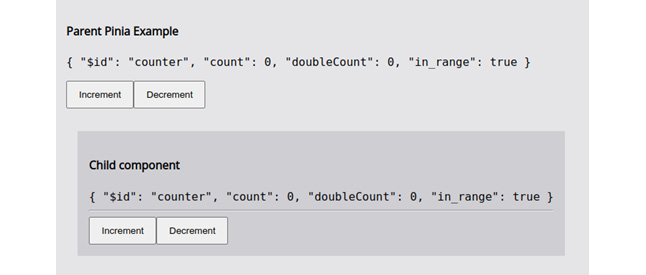 Parent Pinia Example
{ "$id": "counter", "count": 0, "doubleCount": 0, "in_range": true }
Increment Decrement
Child component
{ "$id": "counter", "count": 0, "doubleCount": 0, "in_range": true }
Increment Decrement